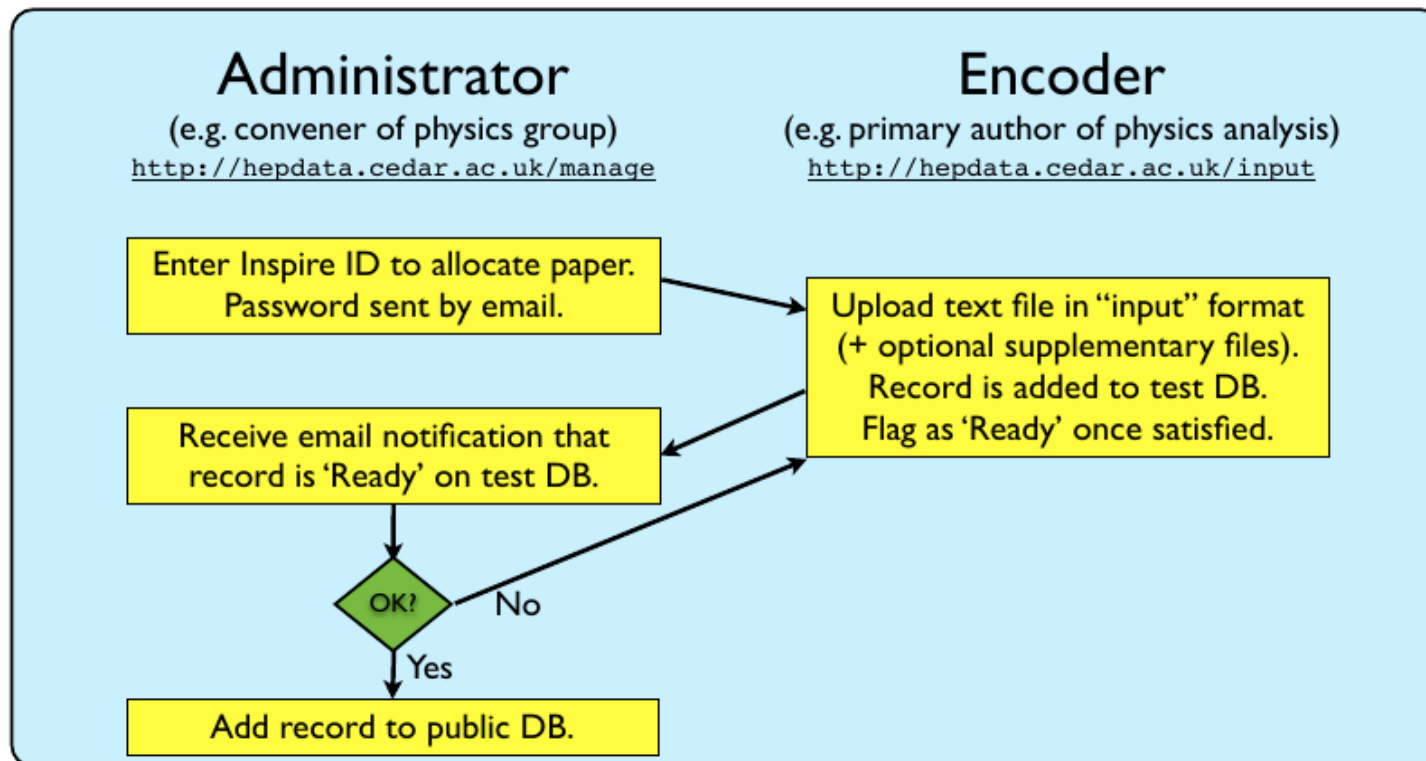 Administrator
(e.g. convener of physics group)
http://hepdata.cedar.ac.uk/manage
Encoder
(e.g. primary author of physics analysis)
http://hepdata.cedar.ac.uk/input
Enter Inspire ID to allocate paper.
Password sent by email.
Upload text file in “input” format
(+ optional supplementary files).
Record is added to test DB.
Flag as ‘Ready’ once satisfied.
Receive email notification that
record is ‘Ready’ on test DB.
OK?
No
Yes
Add record to public DB.